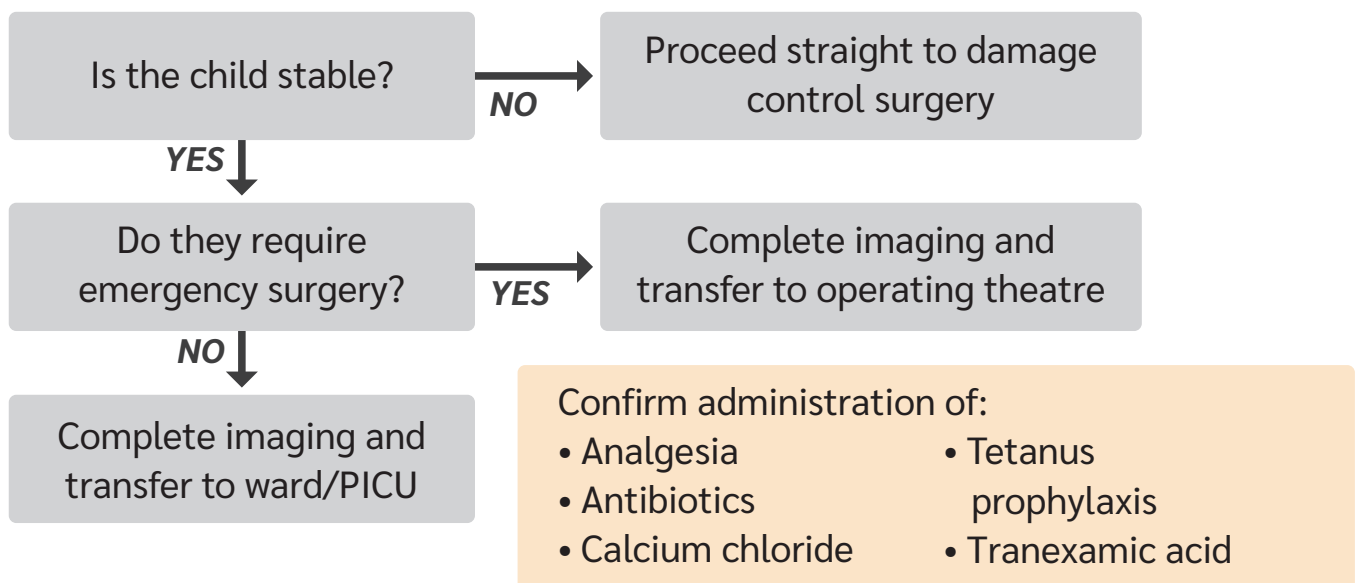 Is the child stable?
NO
Proceed straight to damage
control surgery
YES
Do they require
emergency surgery?
YES
Complete imaging and
transfer to operating theatre
NO
Complete imaging and
transfer to ward/PICU
Confirm administration of:
• Analgesia
• Antibiotics
• Calcium chloride
• Tetanus
prophylaxis
• Tranexamic acid